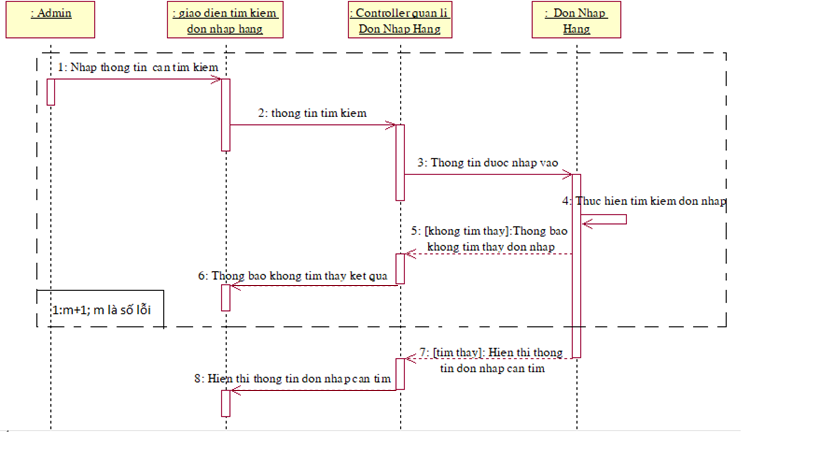 : Admin
: giao dien tim kiem
don nhap hang
: Controller quan li
Don Nhap Hang
: Don Nhap
Hang
1: Nhap thong tin can tim kiem
2: thong tin tim kiem
3: Thong tin duoc nhap vao
4: Thuc hien tim kiem don nhap
5: [khong tim thay]:Thong bao
khong tim thay don nhap
6: Thong bao khong tim thay ket qua
1:m+1; m là số lỗi
7: [tim thay]: Hien thi thong
tin don nhap can tim
8: Hien thi thong tin don nhap can tim